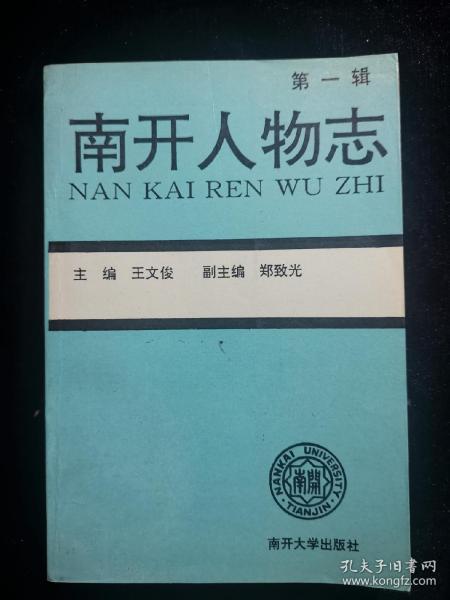 第一辑
南开人物志
NAN KAI REN WU ZHI
主编 王文俊 副主编 郑致光
NANKAI UNIVERSITY
南開
TIANJIN
南开大学出版社
孔夫子旧书网
www.kongfz.com